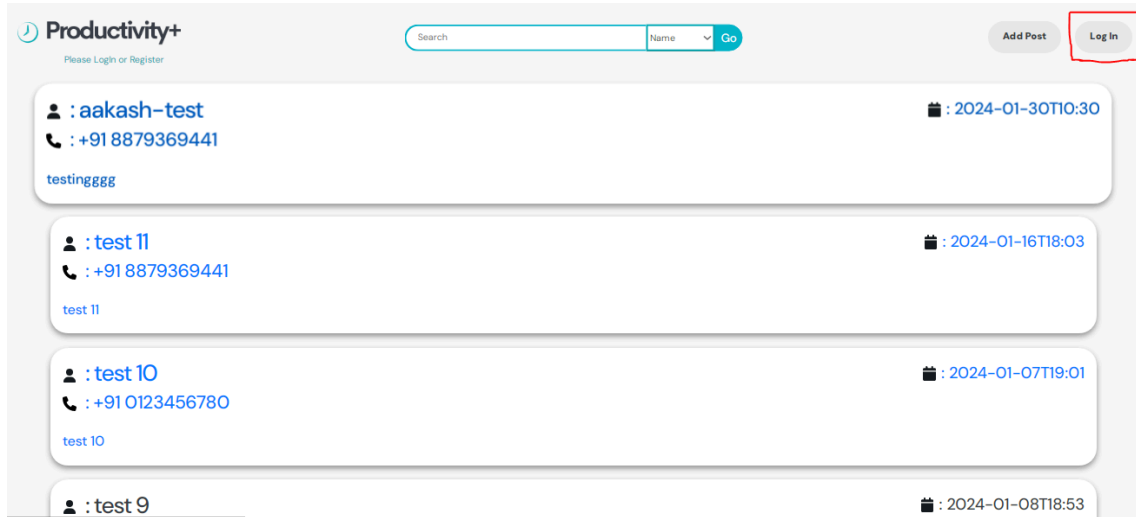 Productivity+
Please Login or Register
Search
Name
Go
Add Post
Log In
: aakash-test
: 2024-01-30T10:30
: +91 8879369441
testingggg
: test 11
: 2024-01-16T18:03
: +91 8879369441
test 11
: test 10
: 2024-01-07T19:01
: +91 0123456780
test 10
: test 9
: 2024-01-08T18:53